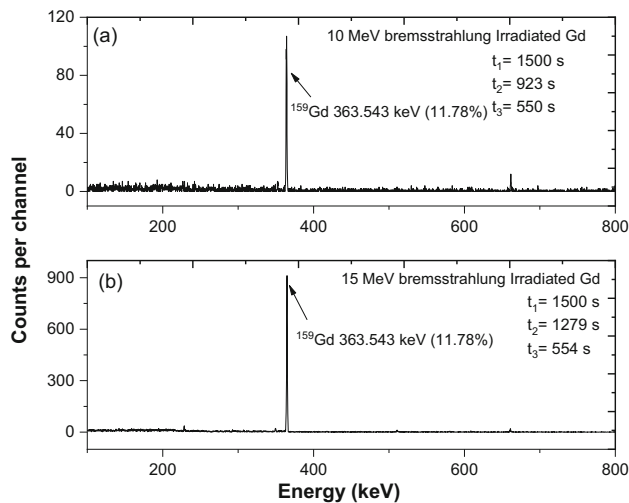 120
(a)
10 MeV bremsstrahlung Irradiated Gd
t₁= 1500 s
t₂= 923 s
t₃= 550 s
80
¹⁵⁹Gd 363.543 keV (11.78%)
40
0
200
400
600
800
Counts per channel
(b)
15 MeV bremsstrahlung Irradiated Gd
900
t₁= 1500 s
t₂= 1279 s
t₃= 554 s
600
¹⁵⁹Gd 363.543 keV (11.78%)
300
0
200
400
600
800
Energy (keV)